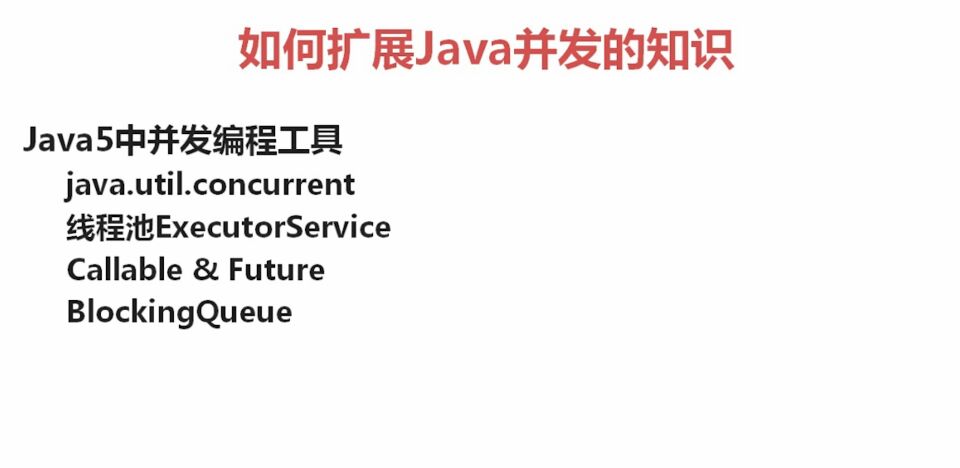 如何扩展Java并发的知识
Java5中并发编程工具
java.util.concurrent
线程池ExecutorService
Callable & Future
BlockingQueue